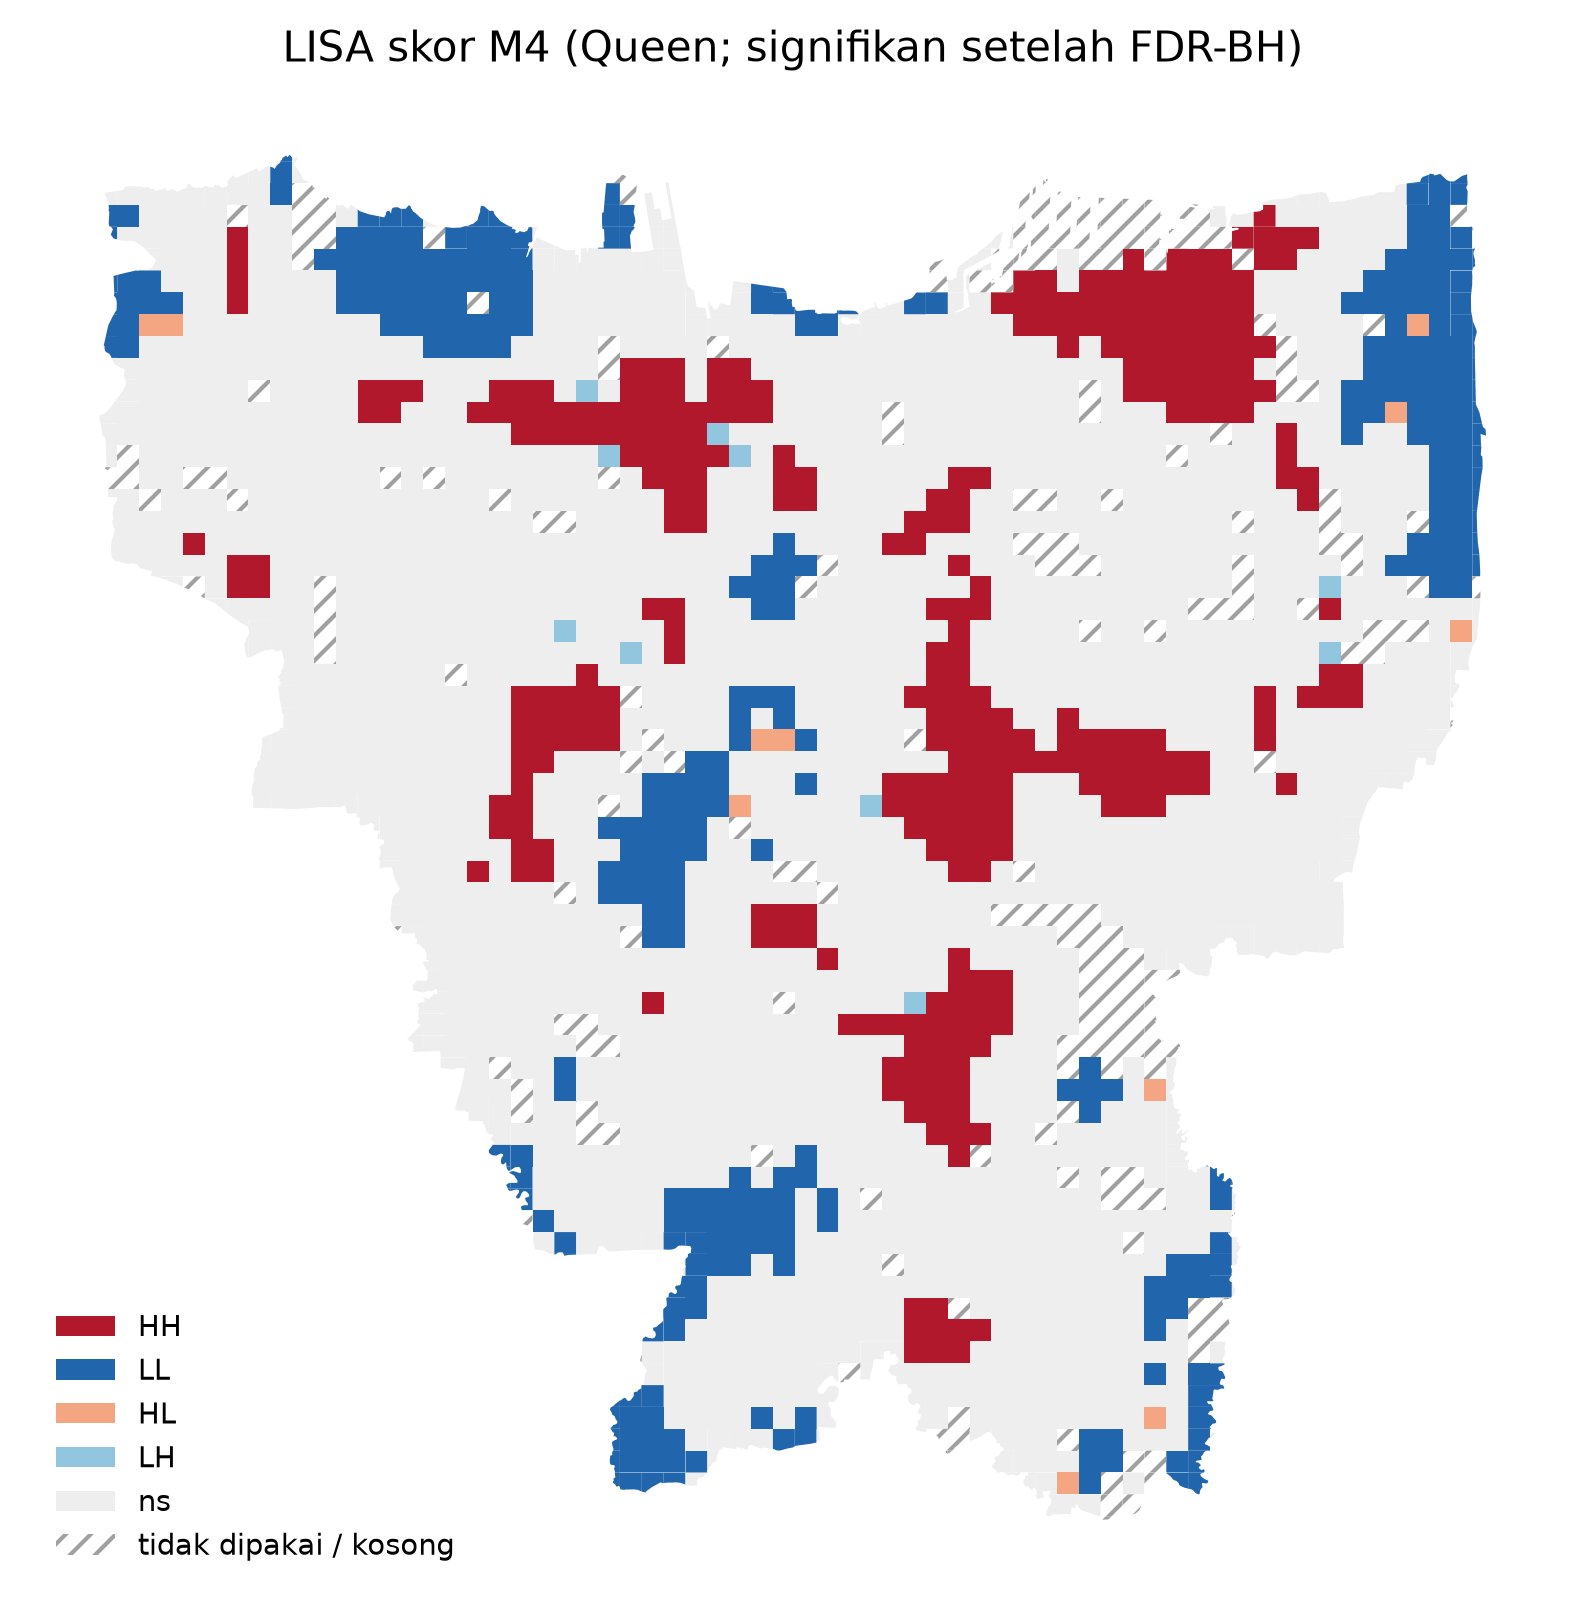 LISA skor M4 (Queen; signifikan setelah FDR-BH)
HH
LL
HL
LH
ns
tidak dipakai / kosong